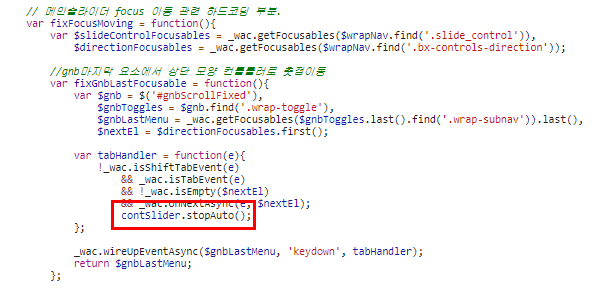 // 메인슬라이더 focus 이동 관련 하드코딩 부분.
var fixFocusMoving = function(){
var $slideControlFocusables = _wac.getFocusables($wrapNav.find('.slide_control')),
$directionFocusables = _wac.getFocusables($wrapNav.find('.bx-controls-direction'));
//gnb마지막 요소에서 상단 모양 컨트롤러로 촛점이동
var fixGnbLastFocusable = function(){
var $gnb = $('#gnbScrollFixed'),
$gnbToggles = $gnb.find('.wrap-toggle'),
$gnbLastMenu = _wac.getFocusables($gnbToggles.last().find('.wrap-subnav')).last(),
$nextEl = $directionFocusables.first();
var tabHandler = function(e){
!_wac.isShiftTabEvent(e)
&& _wac.isTabEvent(e)
&& !_wac.isEmpty($nextEl)
&& _wac.onNextAsync(e, $nextEl);
contSlider.stopAuto();
};
_wac.wireUpEventAsync($gnbLastMenu, 'keydown', tabHandler);
return $gnbLastMenu;
};